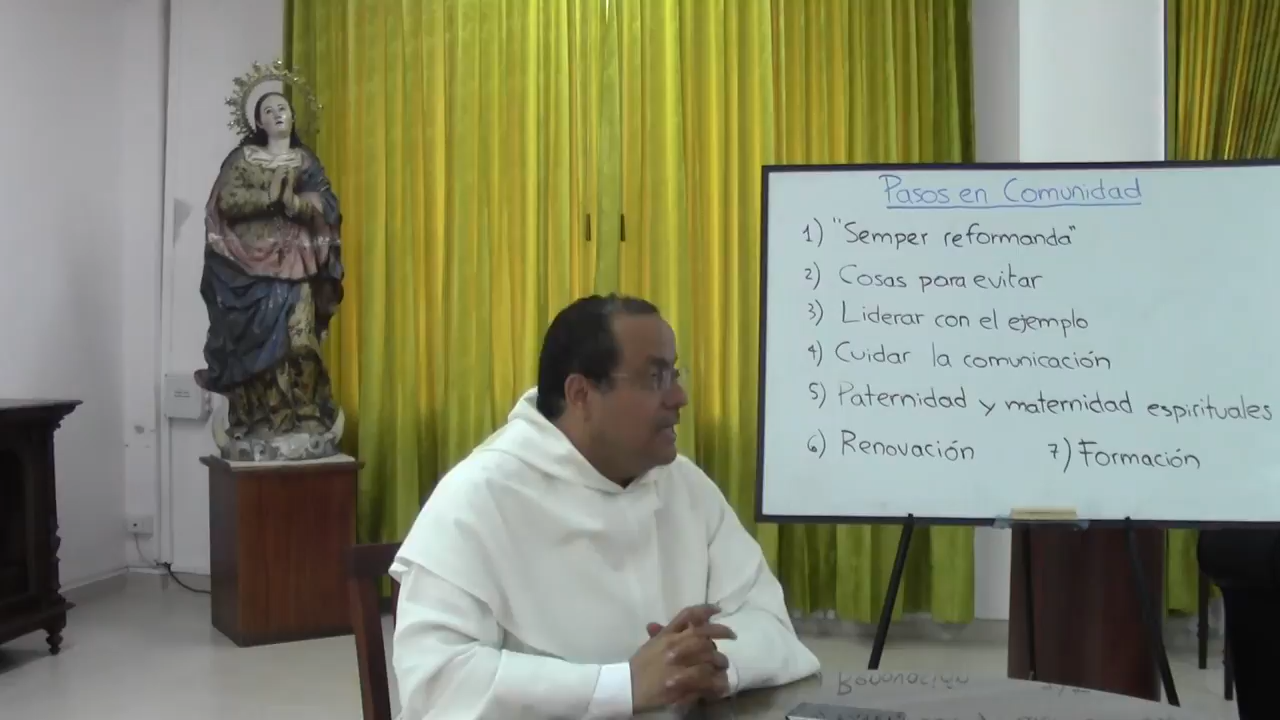 Pasos en Comunidad
1) "Semper reformanda"
2) Cosas para evitar
3) Liderar con el ejemplo
4) Cuidar la comunicación
5) Paternidad y maternidad espirituales
6) Renovación 7) Formación